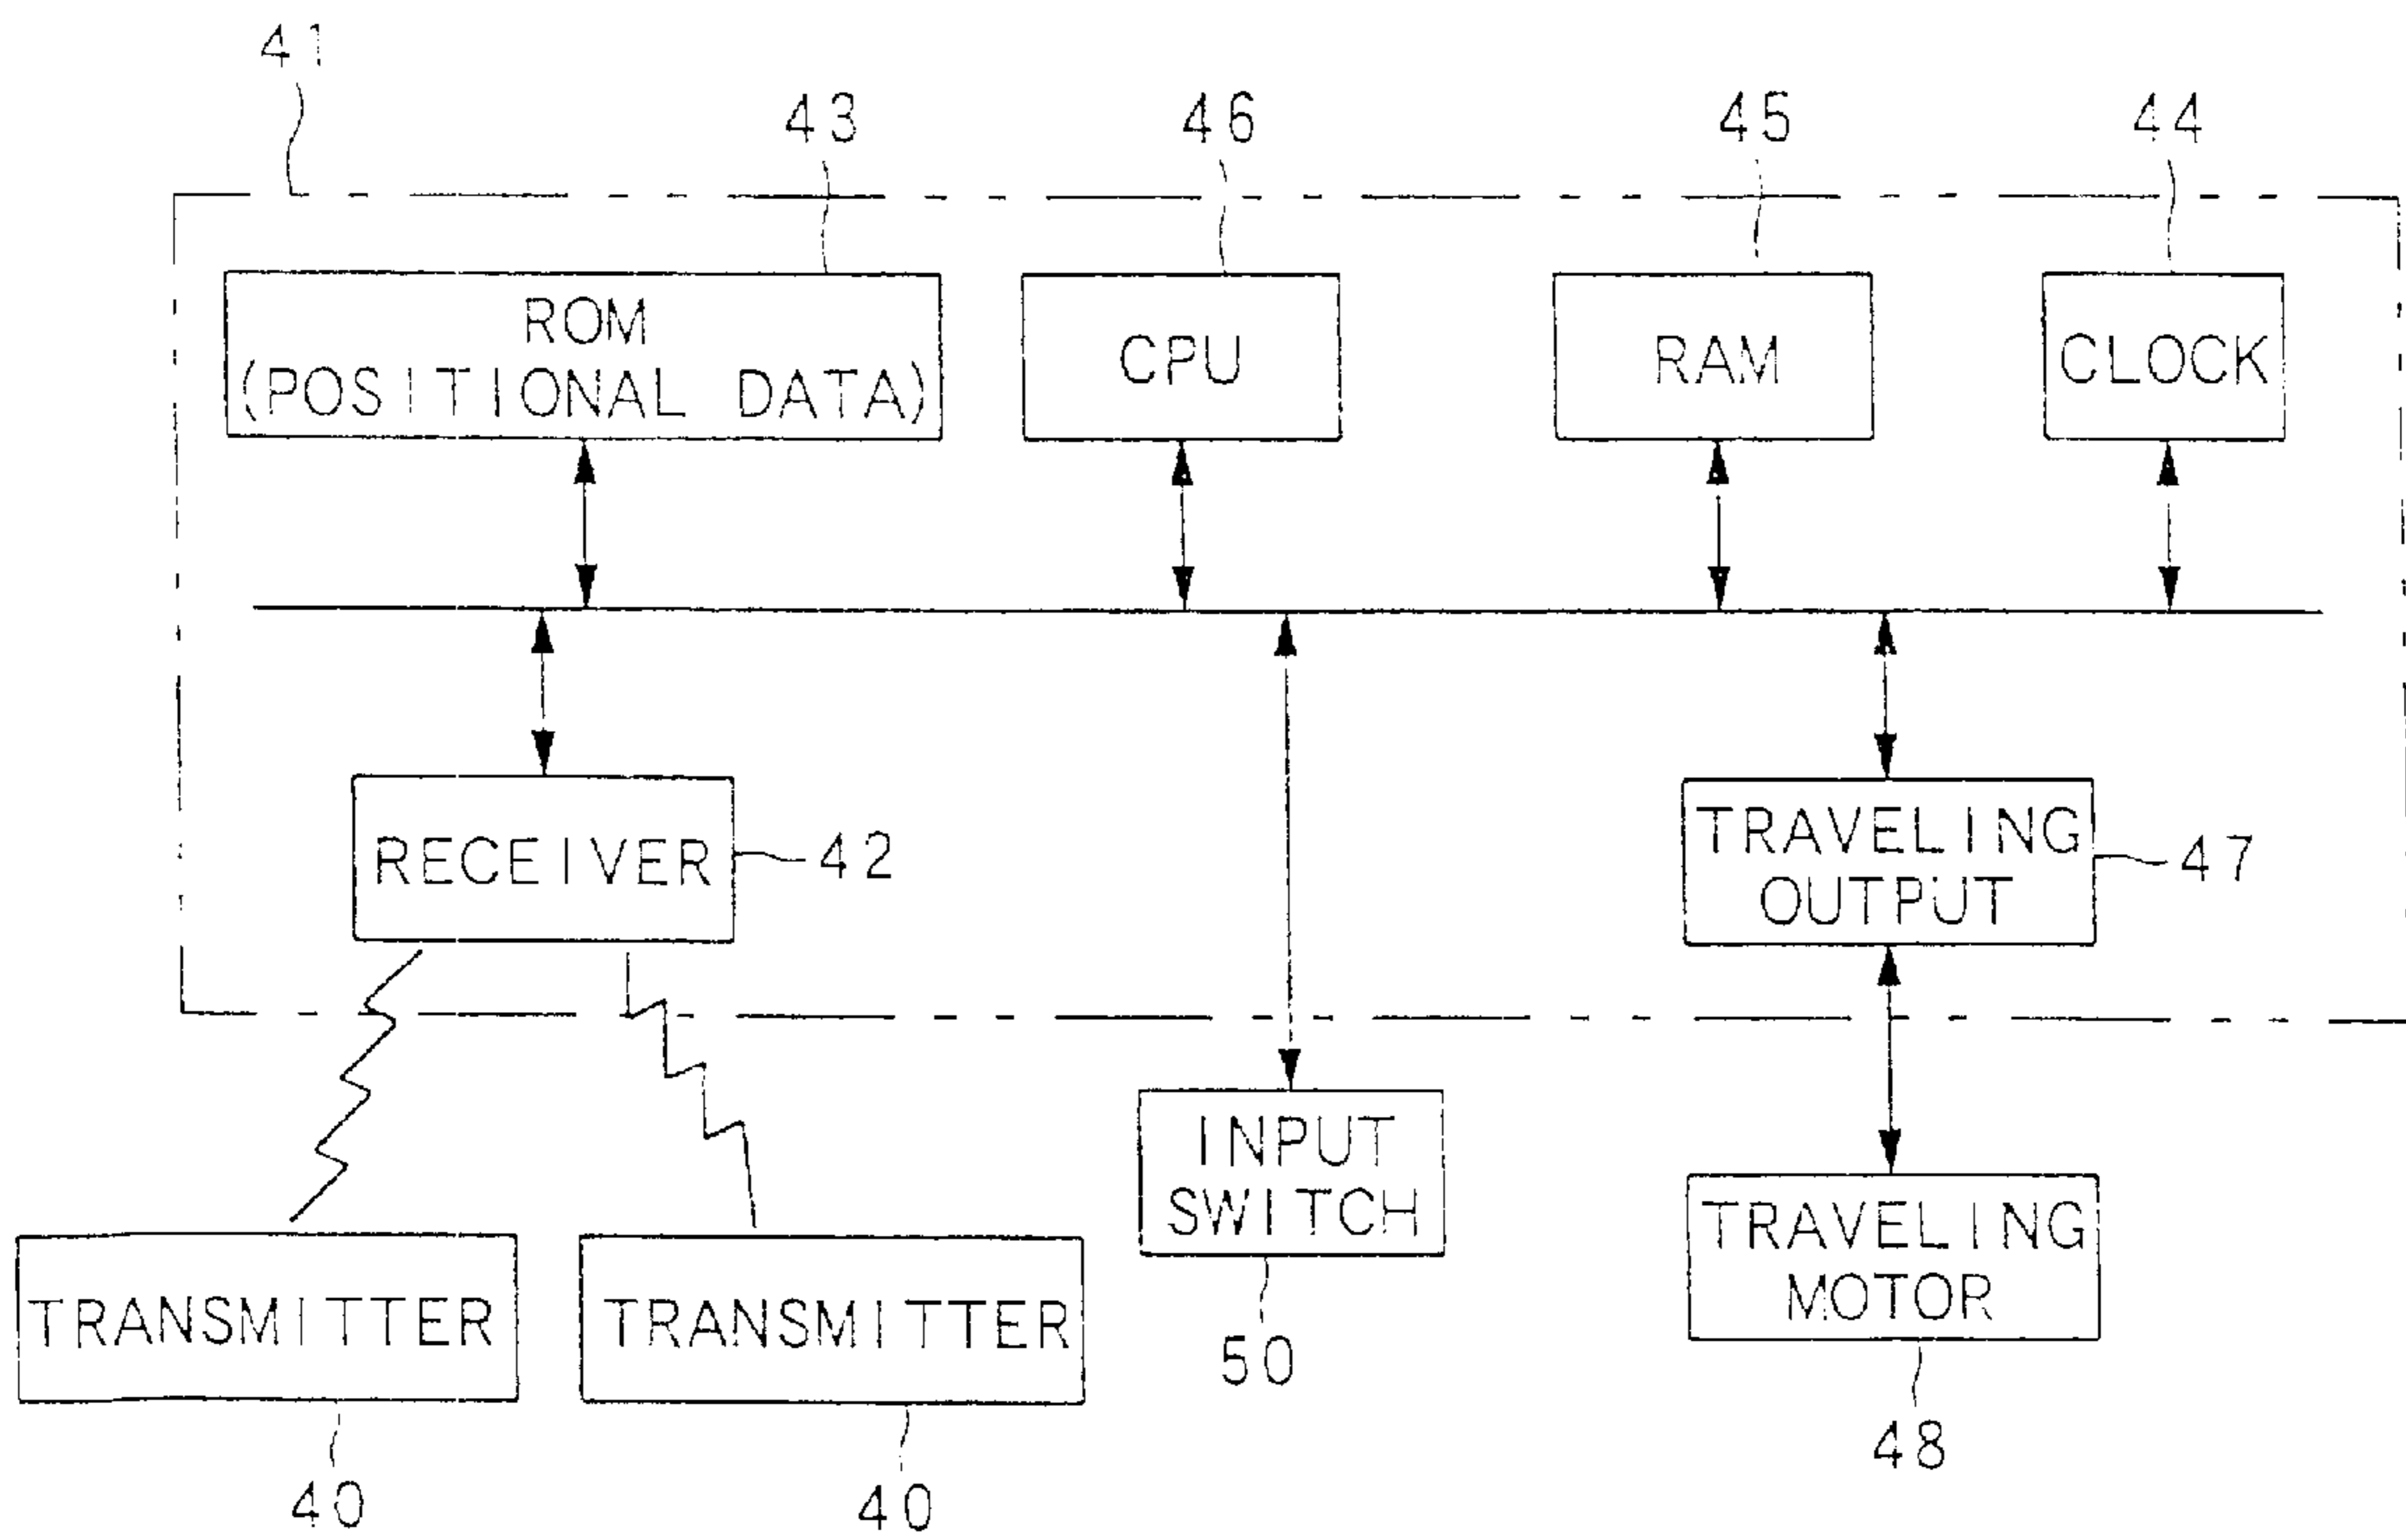 41
43
46
45
44
ROM
(POSITIONAL DATA)
CPU
RAM
CLOCK
RECEIVER
42
TRAVELING
OUTPUT
47
INPUT
SWITCH
50
TRAVELING
MOTOR
48
TRANSMITTER
40
TRANSMITTER
40